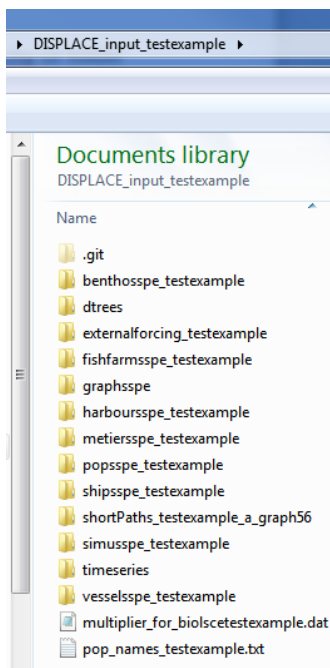 DISPLACE_input_testexample
Documents library
DISPLACE_input_testexample
Name
.git
benthosspe_testexample
dtrees
externalforcing_testexample
fishfarmsspe_testexample
graphsspe
harboursspe_testexample
metiersspe_testexample
popsspe_testexample
shipsspe_testexample
shortPaths_testexample_a_graph56
simusspe_testexample
timeseries
vesselsspe_testexample
multiplier_for_biolscetestexample.dat
pop_names_testexample.txt